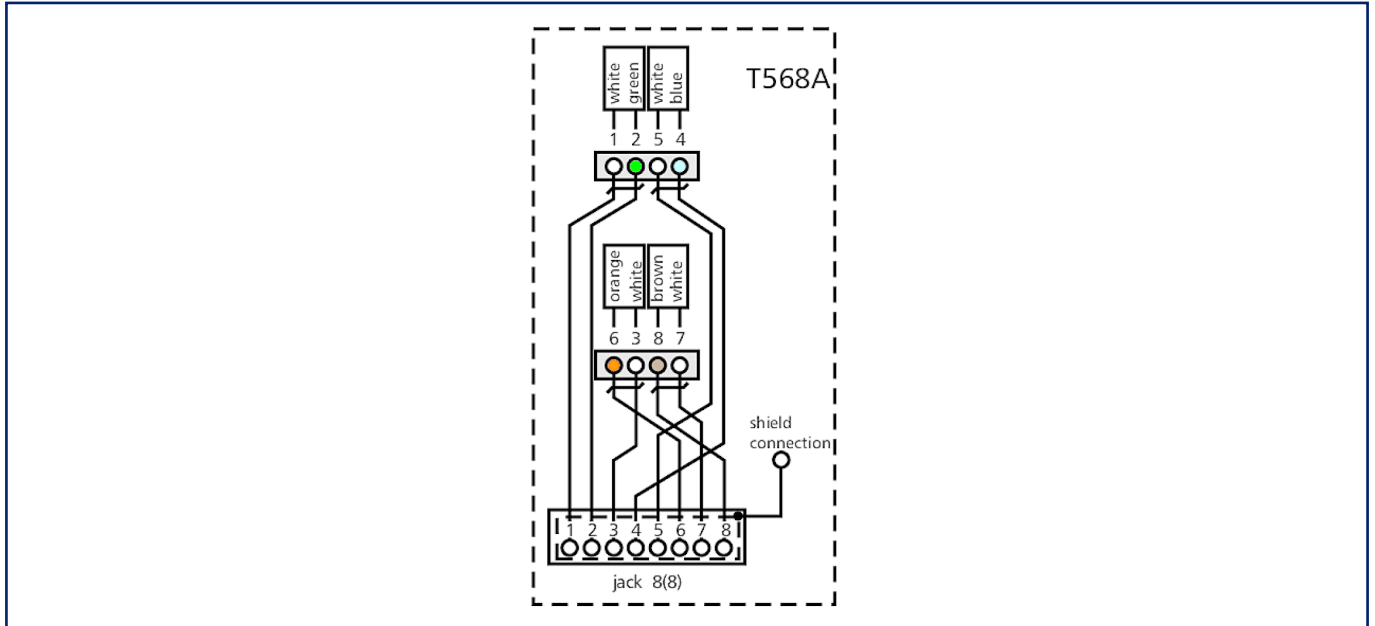 T568A
white green white blue
1 2 5 4
orange white brown white
6 3 8 7
shield
connection
1 2 3 4 5 6 7 8
jack 8(8)